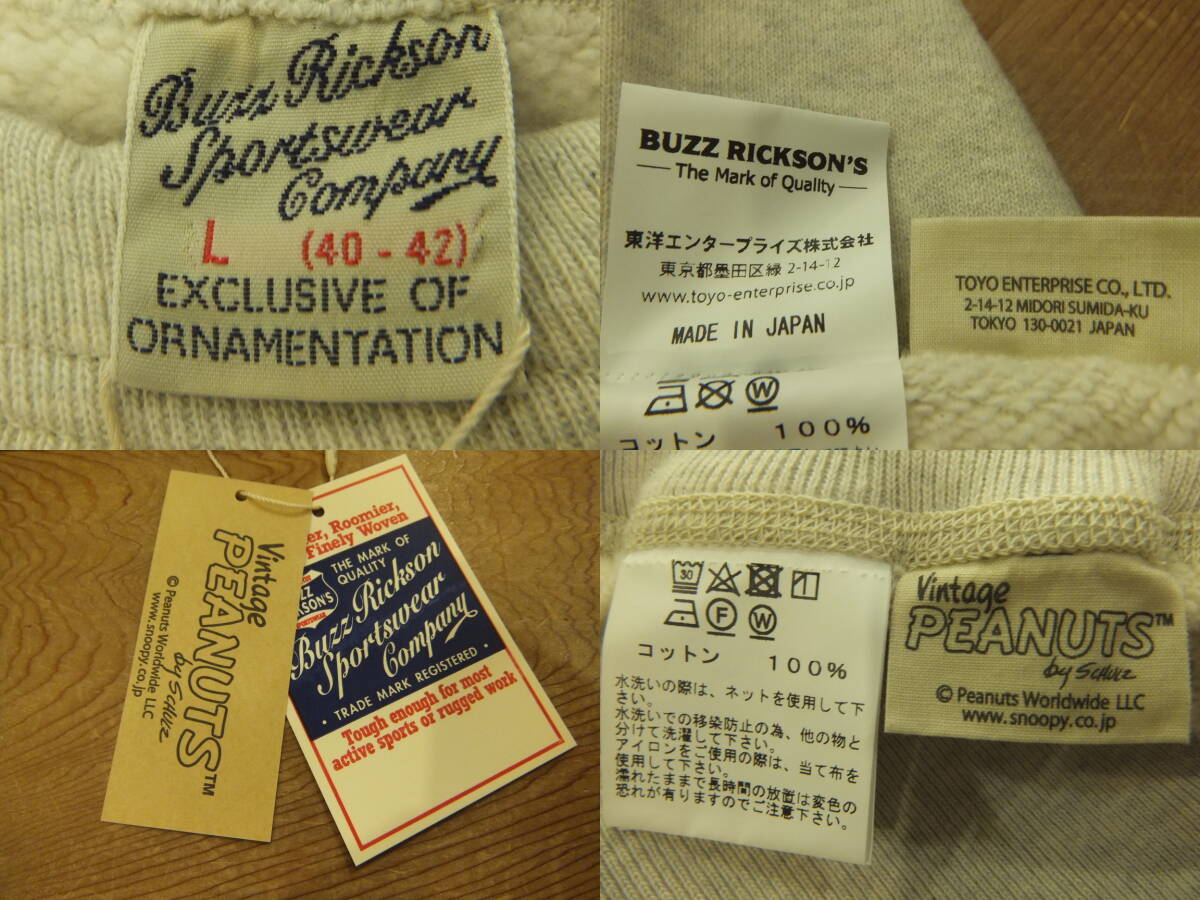 Buzz Rickson
Sportswear
Company
L (40 - 42)
EXCLUSIVE OF
ORNAMENTATION
BUZZ RICKSON'S
The Mark of Quality
東洋エンタープライズ株式会社
東京都墨田区緑 2-14-12
www.toyo-enterprise.co.jp
MADE IN JAPAN
W
コットン 100%
TOYO ENTERPRISE CO., LTD.
2-14-12 MIDORI SUMIDA-KU
TOKYO 130-0021 JAPAN
Vintage
PEANUTS™
by SCHULZ
© Peanuts Worldwide LLC
www.snoopy.co.jp
Roomier,
Finely Woven
THE MARK OF
QUALITY
Buzz Rickson
Sportswear
Company
· TRADE MARK REGISTERED ·
Tough enough for most
active sports or rugged work
30
F W
コットン 100%
水洗いの際は、ネットを使用して下
さい。
水洗いでの移染防止の為、他の物と
分けて洗濯して下さい。
アイロンをご使用の際は、当て布を
使用して下さい。
濡れたままで長時間の放置は変色の
恐れが有りますのでご注意下さい。
Vintage
PEANUTS™
by SCHULZ
© Peanuts Worldwide LLC
www.snoopy.co.jp